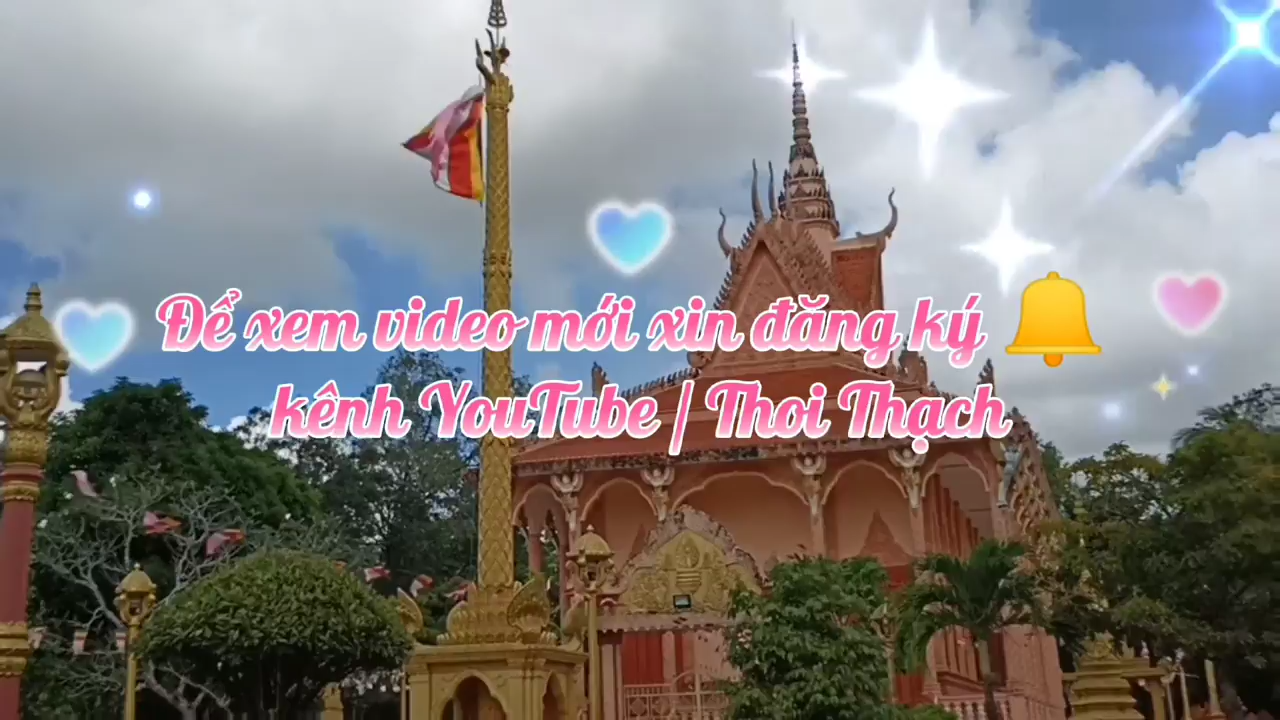 Để xem video mới xin đăng ký 🔔
kênh YouTube / Thoi Thạch